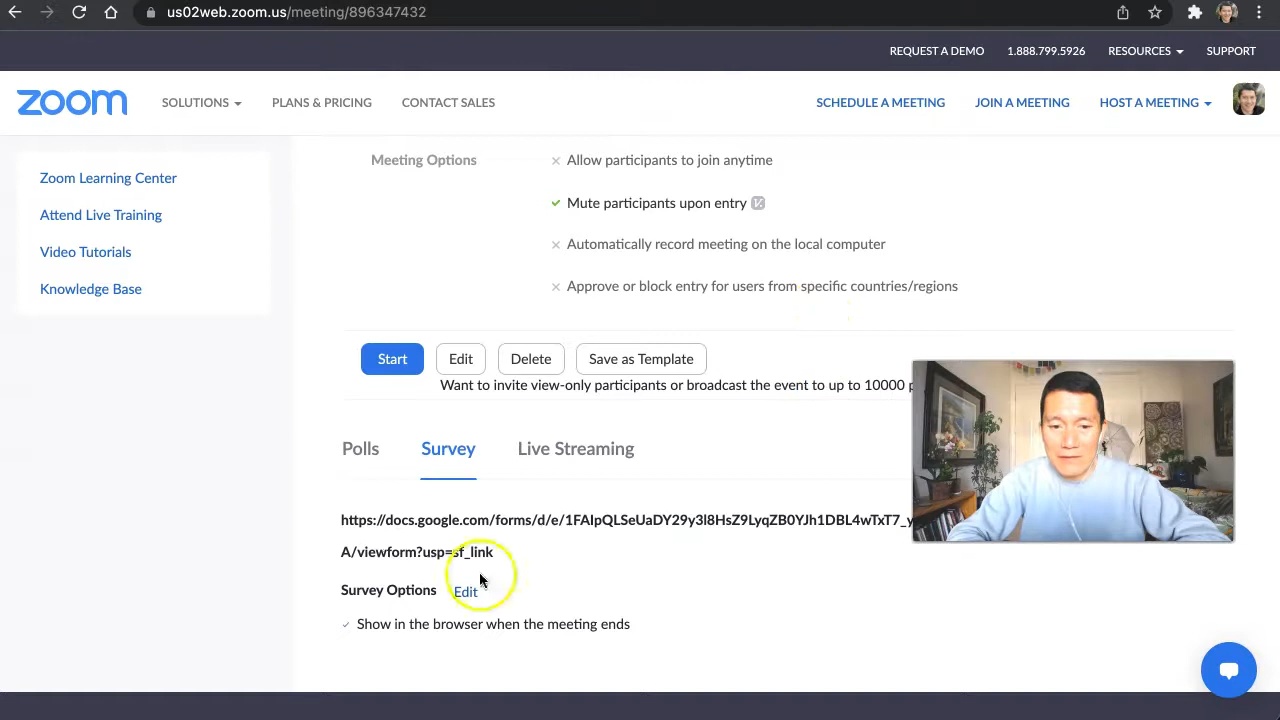 us02web.zoom.us/meeting/896347432
REQUEST A DEMO 1.888.799.5926 RESOURCES SUPPORT
zoom SOLUTIONS PLANS & PRICING CONTACT SALES SCHEDULE A MEETING JOIN A MEETING HOST A MEETING
Zoom Learning Center
Attend Live Training
Video Tutorials
Knowledge Base
Meeting Options
Allow participants to join anytime
Mute participants upon entry
Automatically record meeting on the local computer
Approve or block entry for users from specific countries/regions
Start Edit Delete Save as Template
Want to invite view-only participants or broadcast the event to up to 10000 p
Polls Survey Live Streaming
https://docs.google.com/forms/d/e/1FAIpQLSeUaDY29y3l8HsZ9LyqZB0YJh1DBL4wTxT7_y
A/viewform?usp=sf_link
Survey Options Edit
Show in the browser when the meeting ends